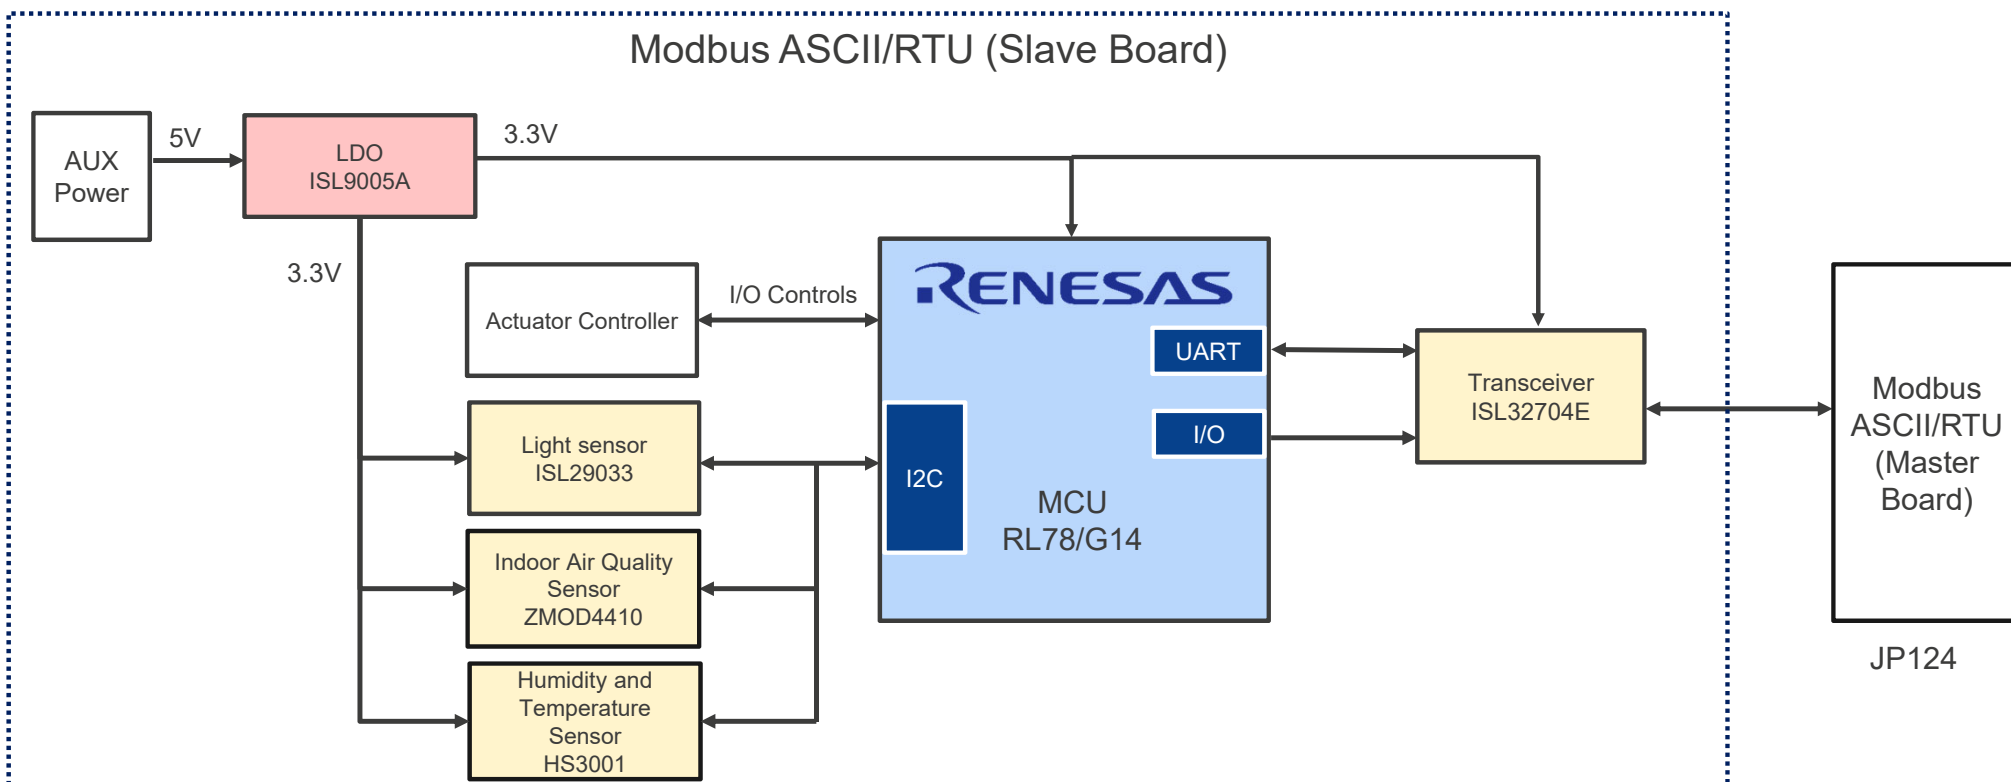 Modbus ASCII/RTU (Slave Board)
AUX
Power
5V
LDO
ISL9005A
3.3V
3.3V
Actuator Controller
I/O Controls
RENESAS
UART
I/O
I2C
MCU
RL78/G14
Light sensor
ISL29033
Indoor Air Quality
Sensor
ZMOD4410
Humidity and
Temperature
Sensor
HS3001
Transceiver
ISL32704E
Modbus
ASCII/RTU
(Master
Board)
JP124